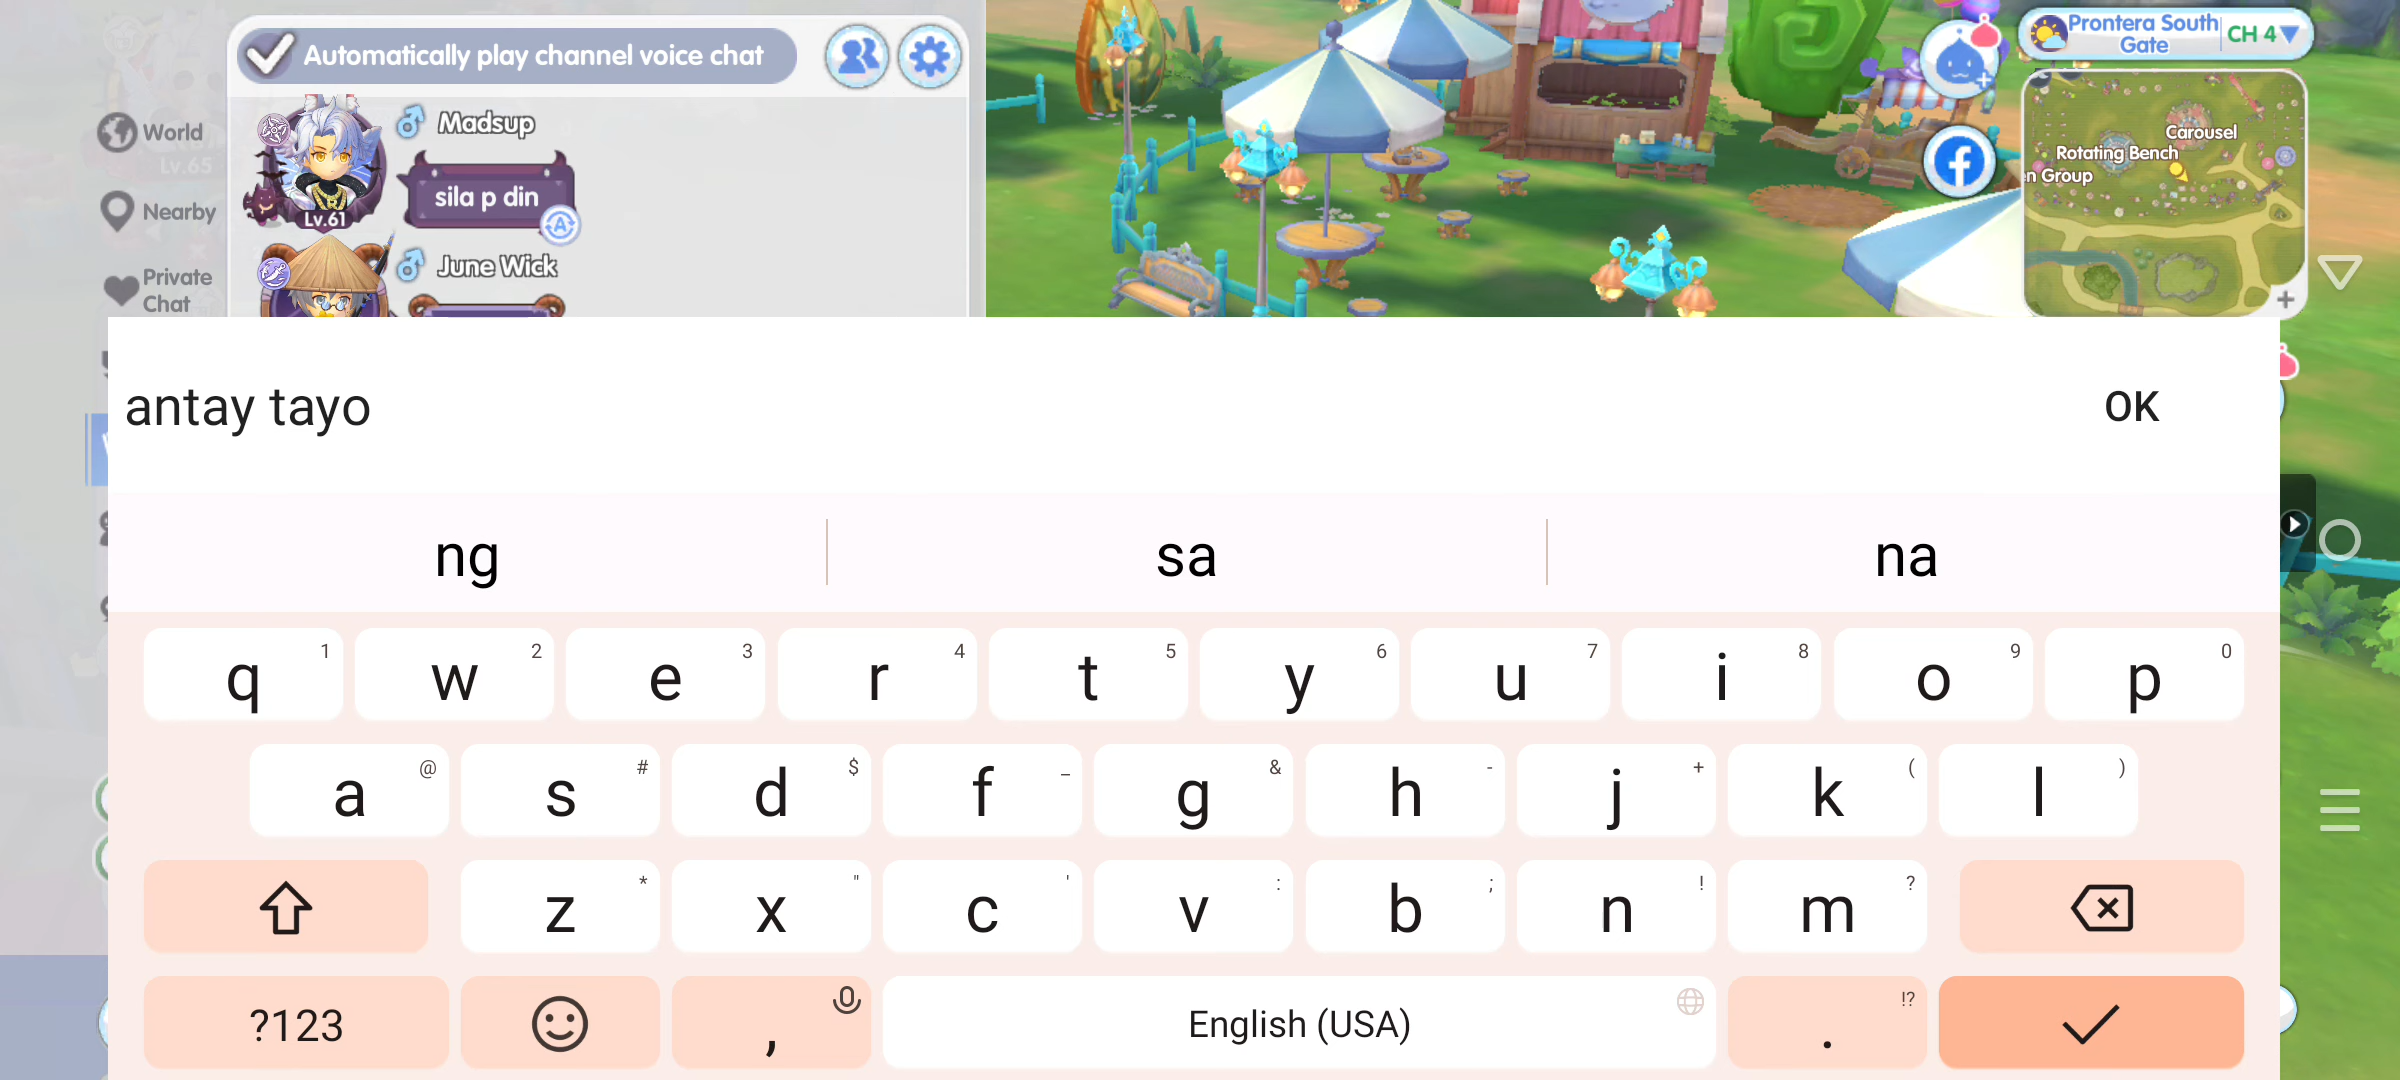 Automatically play channel voice chat
Prontera South Gate
CH 4
World
Lv.65
Nearby
Private Chat
Madsup
sila p din
A
Lv.61
June Wick
Carousel
Rotating Bench
n Group
+
antay tayo
OK
ng
sa
na
q 1 w 2 e 3 r 4 t 5 y 6 u 7 i 8 o 9 p 0
a @ s # d $ f _ g & h - j + k ( l )
z * x " c ' v : b ; n ! m ?
?123 , English (USA) . !?